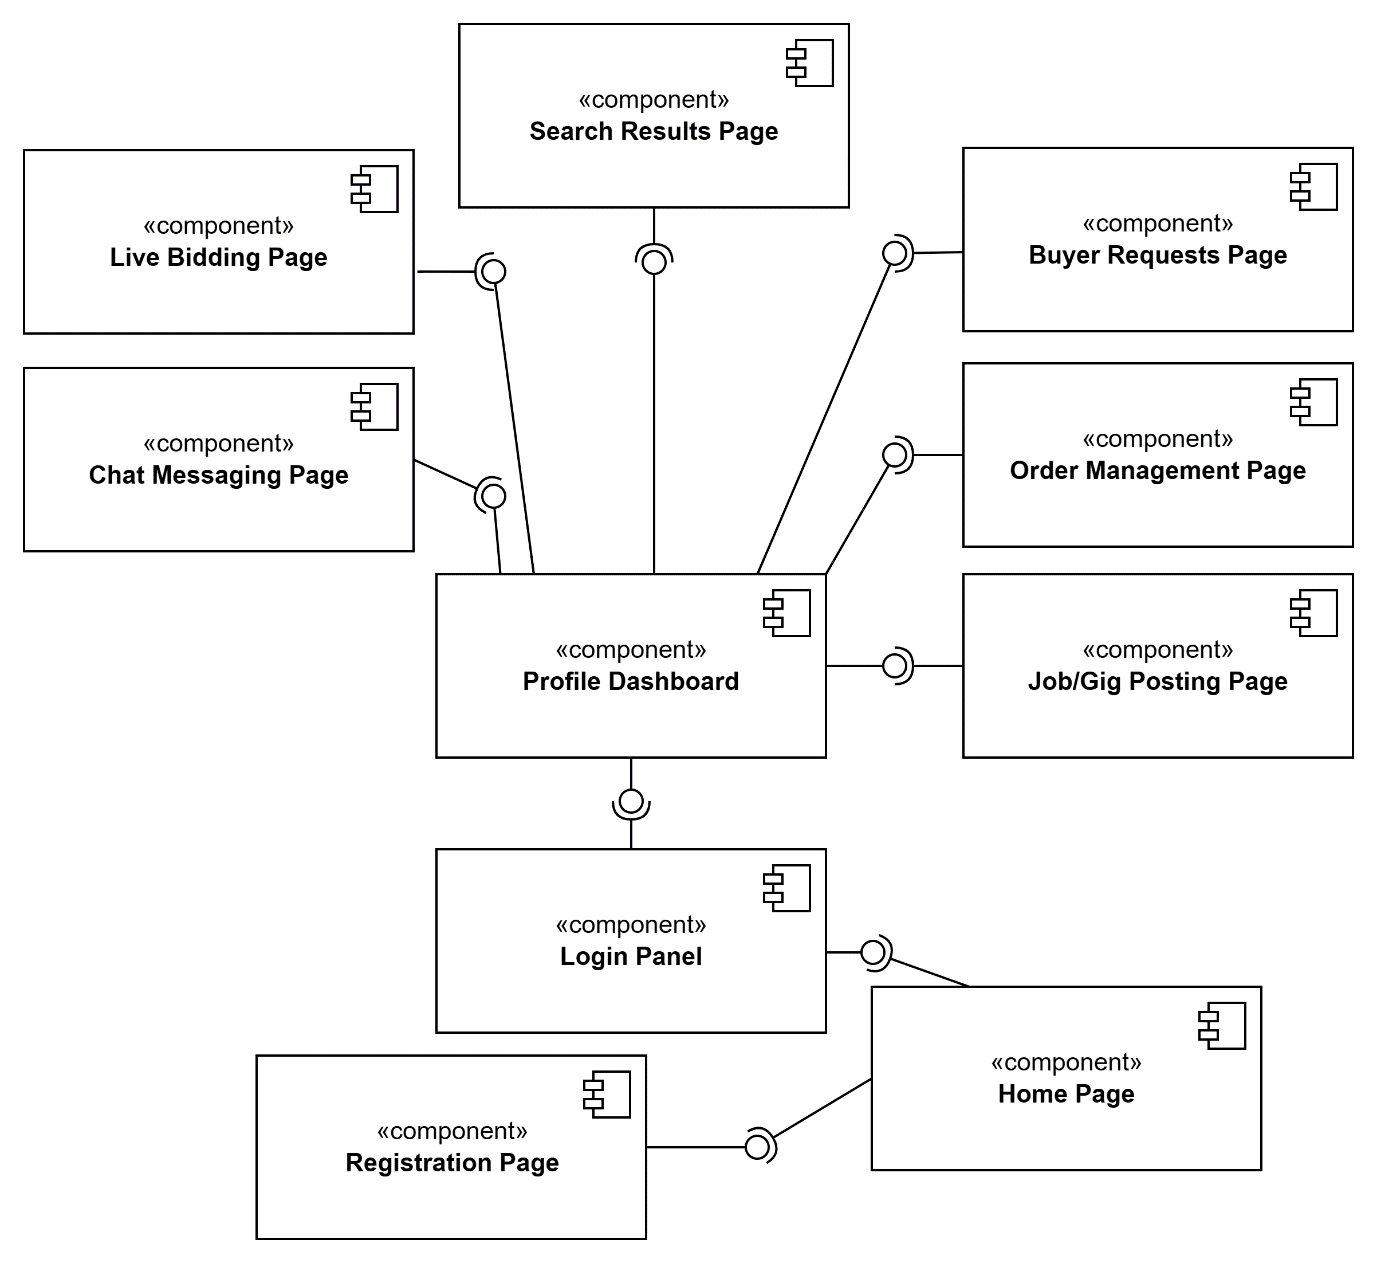 «component»
Search Results Page
«component»
Live Bidding Page
«component»
Buyer Requests Page
«component»
Chat Messaging Page
«component»
Order Management Page
«component»
Profile Dashboard
«component»
Job/Gig Posting Page
«component»
Login Panel
«component»
Home Page
«component»
Registration Page